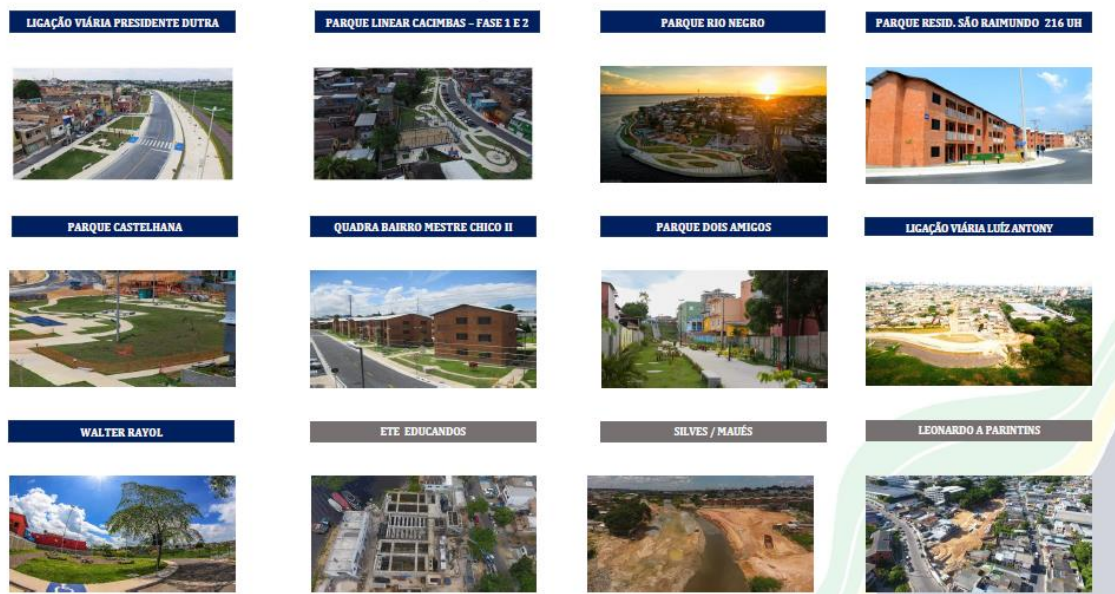 LIGAÇÃO VIÁRIA PRESIDENTE DUTRA
PARQUE LINEAR CACIMBAS – FASE 1 E 2
PARQUE RIO NEGRO
PARQUE RESID. SÃO RAIMUNDO 216 UH
PARQUE CASTELHANA
QUADRA BAIRRO MESTRE CHICO II
PARQUE DOIS AMIGOS
LIGAÇÃO VIÁRIA LUÍZ ANTONY
WALTER RAYOL
ETE EDUCANDOS
SILVES / MAUÉS
LEONARDO A PARINTINS